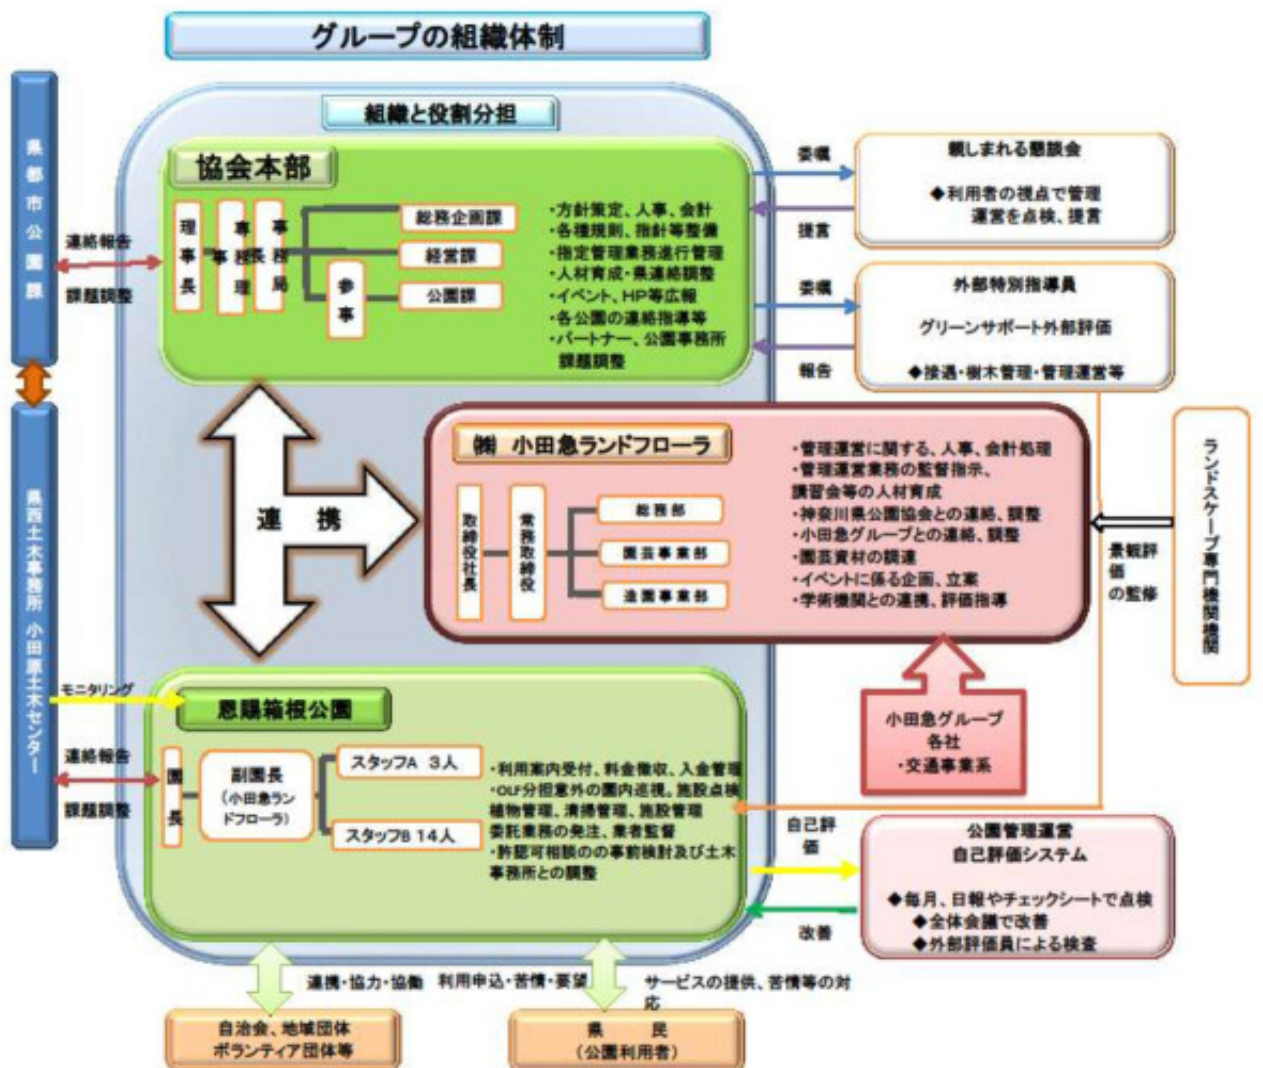 グループの組織体制
組織と役割分担
県都市公園課
連絡報告
課題調整
協会本部
理事長
専務理事
事務局長
参事
総務企画課
経営課
公園課
・方針策定、人事、会計
・各種規則、指針等整備
・指定管理業務進行管理
・人材育成・県連絡調整
・イベント、HP等広報
・各公園の連絡指導等
・パートナー、公園事務所
課題調整
委嘱
提言
親しまれる懇談会
◆利用者の視点で管理
運営を点検、提言
委嘱
報告
外部特別指導員
グリーンサポート外部評価
◆接遇・樹木管理・管理運営等
連 携
㈱ 小田急ランドフローラ
取締役社長
常務取締役
総務部
園芸事業部
造園事業部
・管理運営に関する、人事、会計処理
・管理運営業務の監督指示、
講習会等の人材育成
・神奈川県公園協会との連絡、調整
・小田急グループとの連絡、調整
・園芸資材の調達
・イベントに係る企画、立案
・学術機関との連携、評価指導
景観評価
の監修
ランドスケープ専門機関機関
小田急グループ
各社
・交通事業系
県西土木事務所 小田原土木センター
モニタリング
連絡報告
課題調整
恩賜箱根公園
園長
副園長
(小田急ラン
ドフローラ)
スタッフA 3人
スタッフB 14人
・利用案内受付、料金徴収、入金管理
・OLF分担意外の園内巡視。施設点検
植物管理、清掃管理、施設管理
委託業務の発注、業者監督
・許認可相談のの事前検討及び土木
事務所との調整
自己評
価
改善
公園管理運営
自己評価システム
◆毎月、日報やチェックシートで点検
◆全体会議で改善
◆外部評価員による検査
連携・協力・協働
利用申込・苦情・要望
サービスの提供、苦情等の対
応
自治会、地域団体
ボランティア団体等
県 民
(公園利用者)